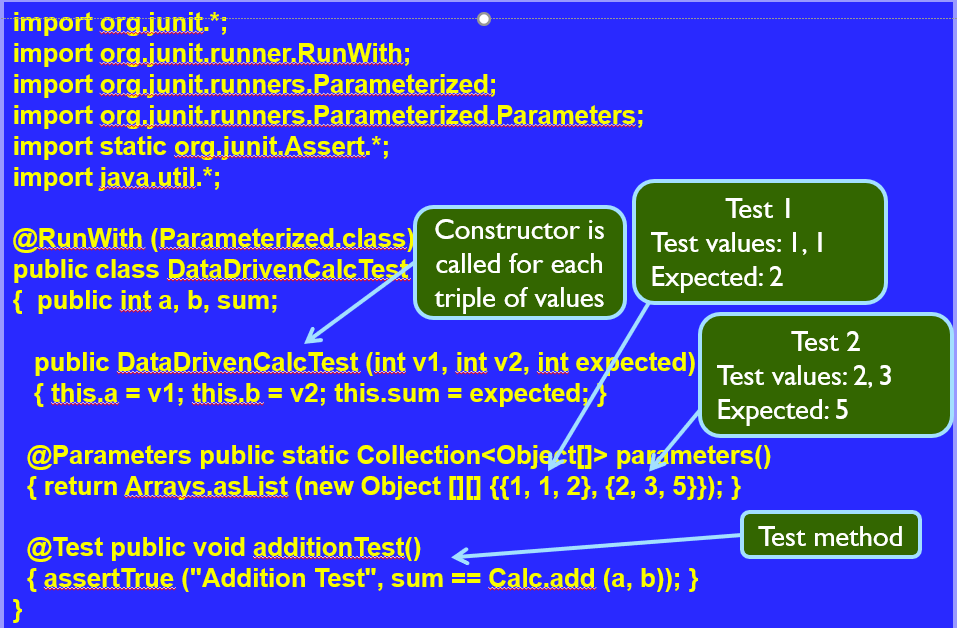 import org.junit.*;
import org.junit.runner.RunWith;
import org.junit.runners.Parameterized;
import org.junit.runners.Parameterized.Parameters;
import static org.junit.Assert.*;
import java.util.*;
@RunWith (Parameterized.class)
public class DataDrivenCalcTest
{ public int a, b, sum;
public DataDrivenCalcTest (int v1, int v2, int expected)
{ this.a = v1; this.b = v2; this.sum = expected; }
@Parameters public static Collection<Object[]> parameters()
{ return Arrays.asList (new Object [][] {{1, 1, 2}, {2, 3, 5}}); }
@Test public void additionTest()
{ assertTrue ("Addition Test", sum == Calc.add (a, b)); }
}
Constructor is
called for each
triple of values
Test 1
Test values: 1, 1
Expected: 2
Test 2
Test values: 2, 3
Expected: 5
Test method